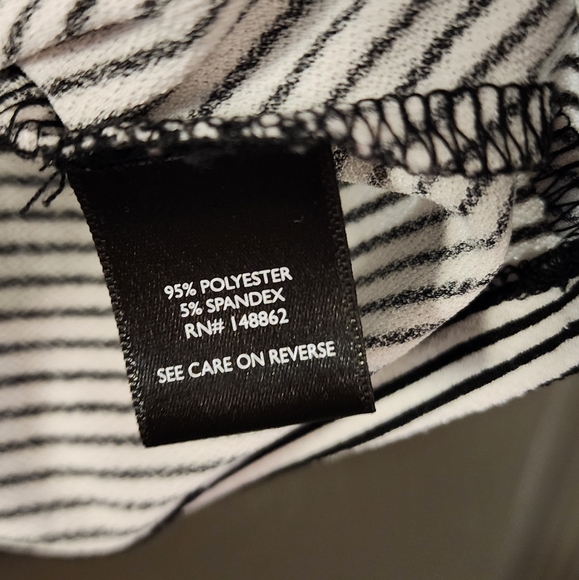 95% POLYESTER
5% SPANDEX
RN# 148862
SEE CARE ON REVERSE